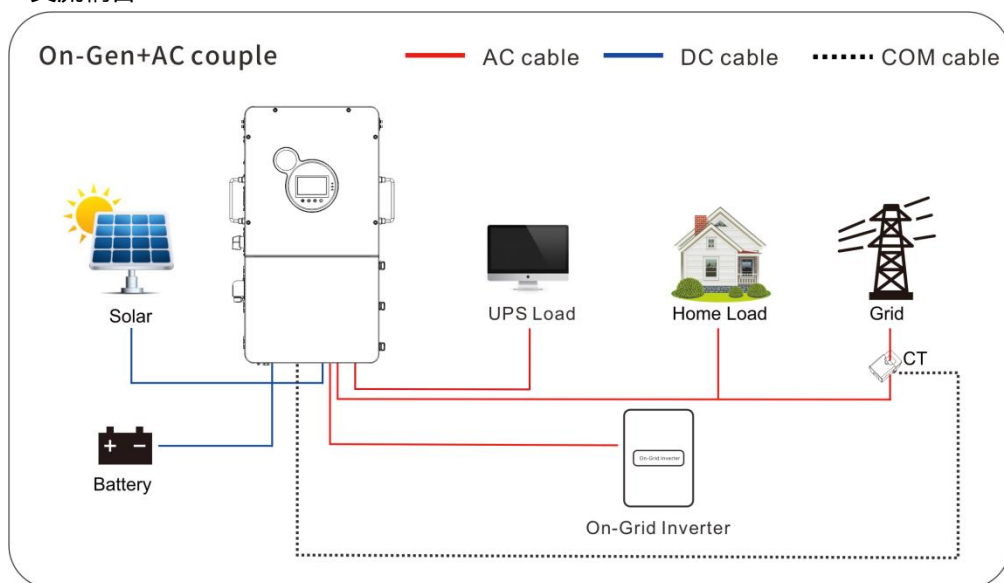 On-Gen+AC couple
AC cable
DC cable
COM cable
Solar
UPS Load
Home Load
Grid
CT
Battery
On-Grid Inverter
On-Grid Inverter